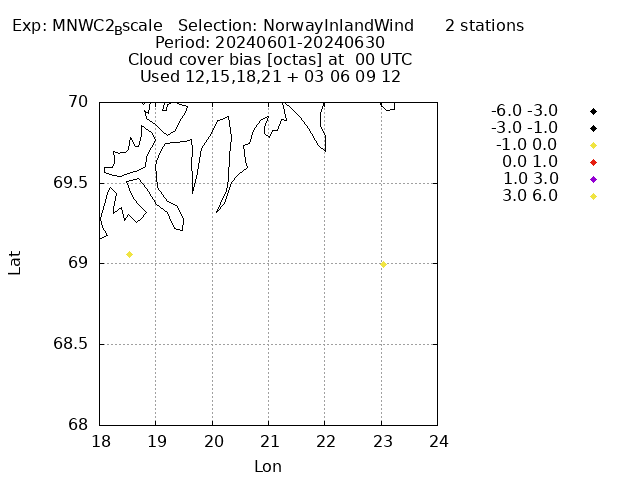 Exp: MNWC2Bscale   Selection: NorwayInlandWind      2 stations
Period: 20240601-20240630
Cloud cover bias [octas] at  00 UTC
Used 12,15,18,21 + 03 06 09 12
70
69.5
69
68.5
68
18 19 20 21 22 23 24
Lat
Lon
-6.0 -3.0
-3.0 -1.0
-1.0 0.0
0.0 1.0
1.0 3.0
3.0 6.0